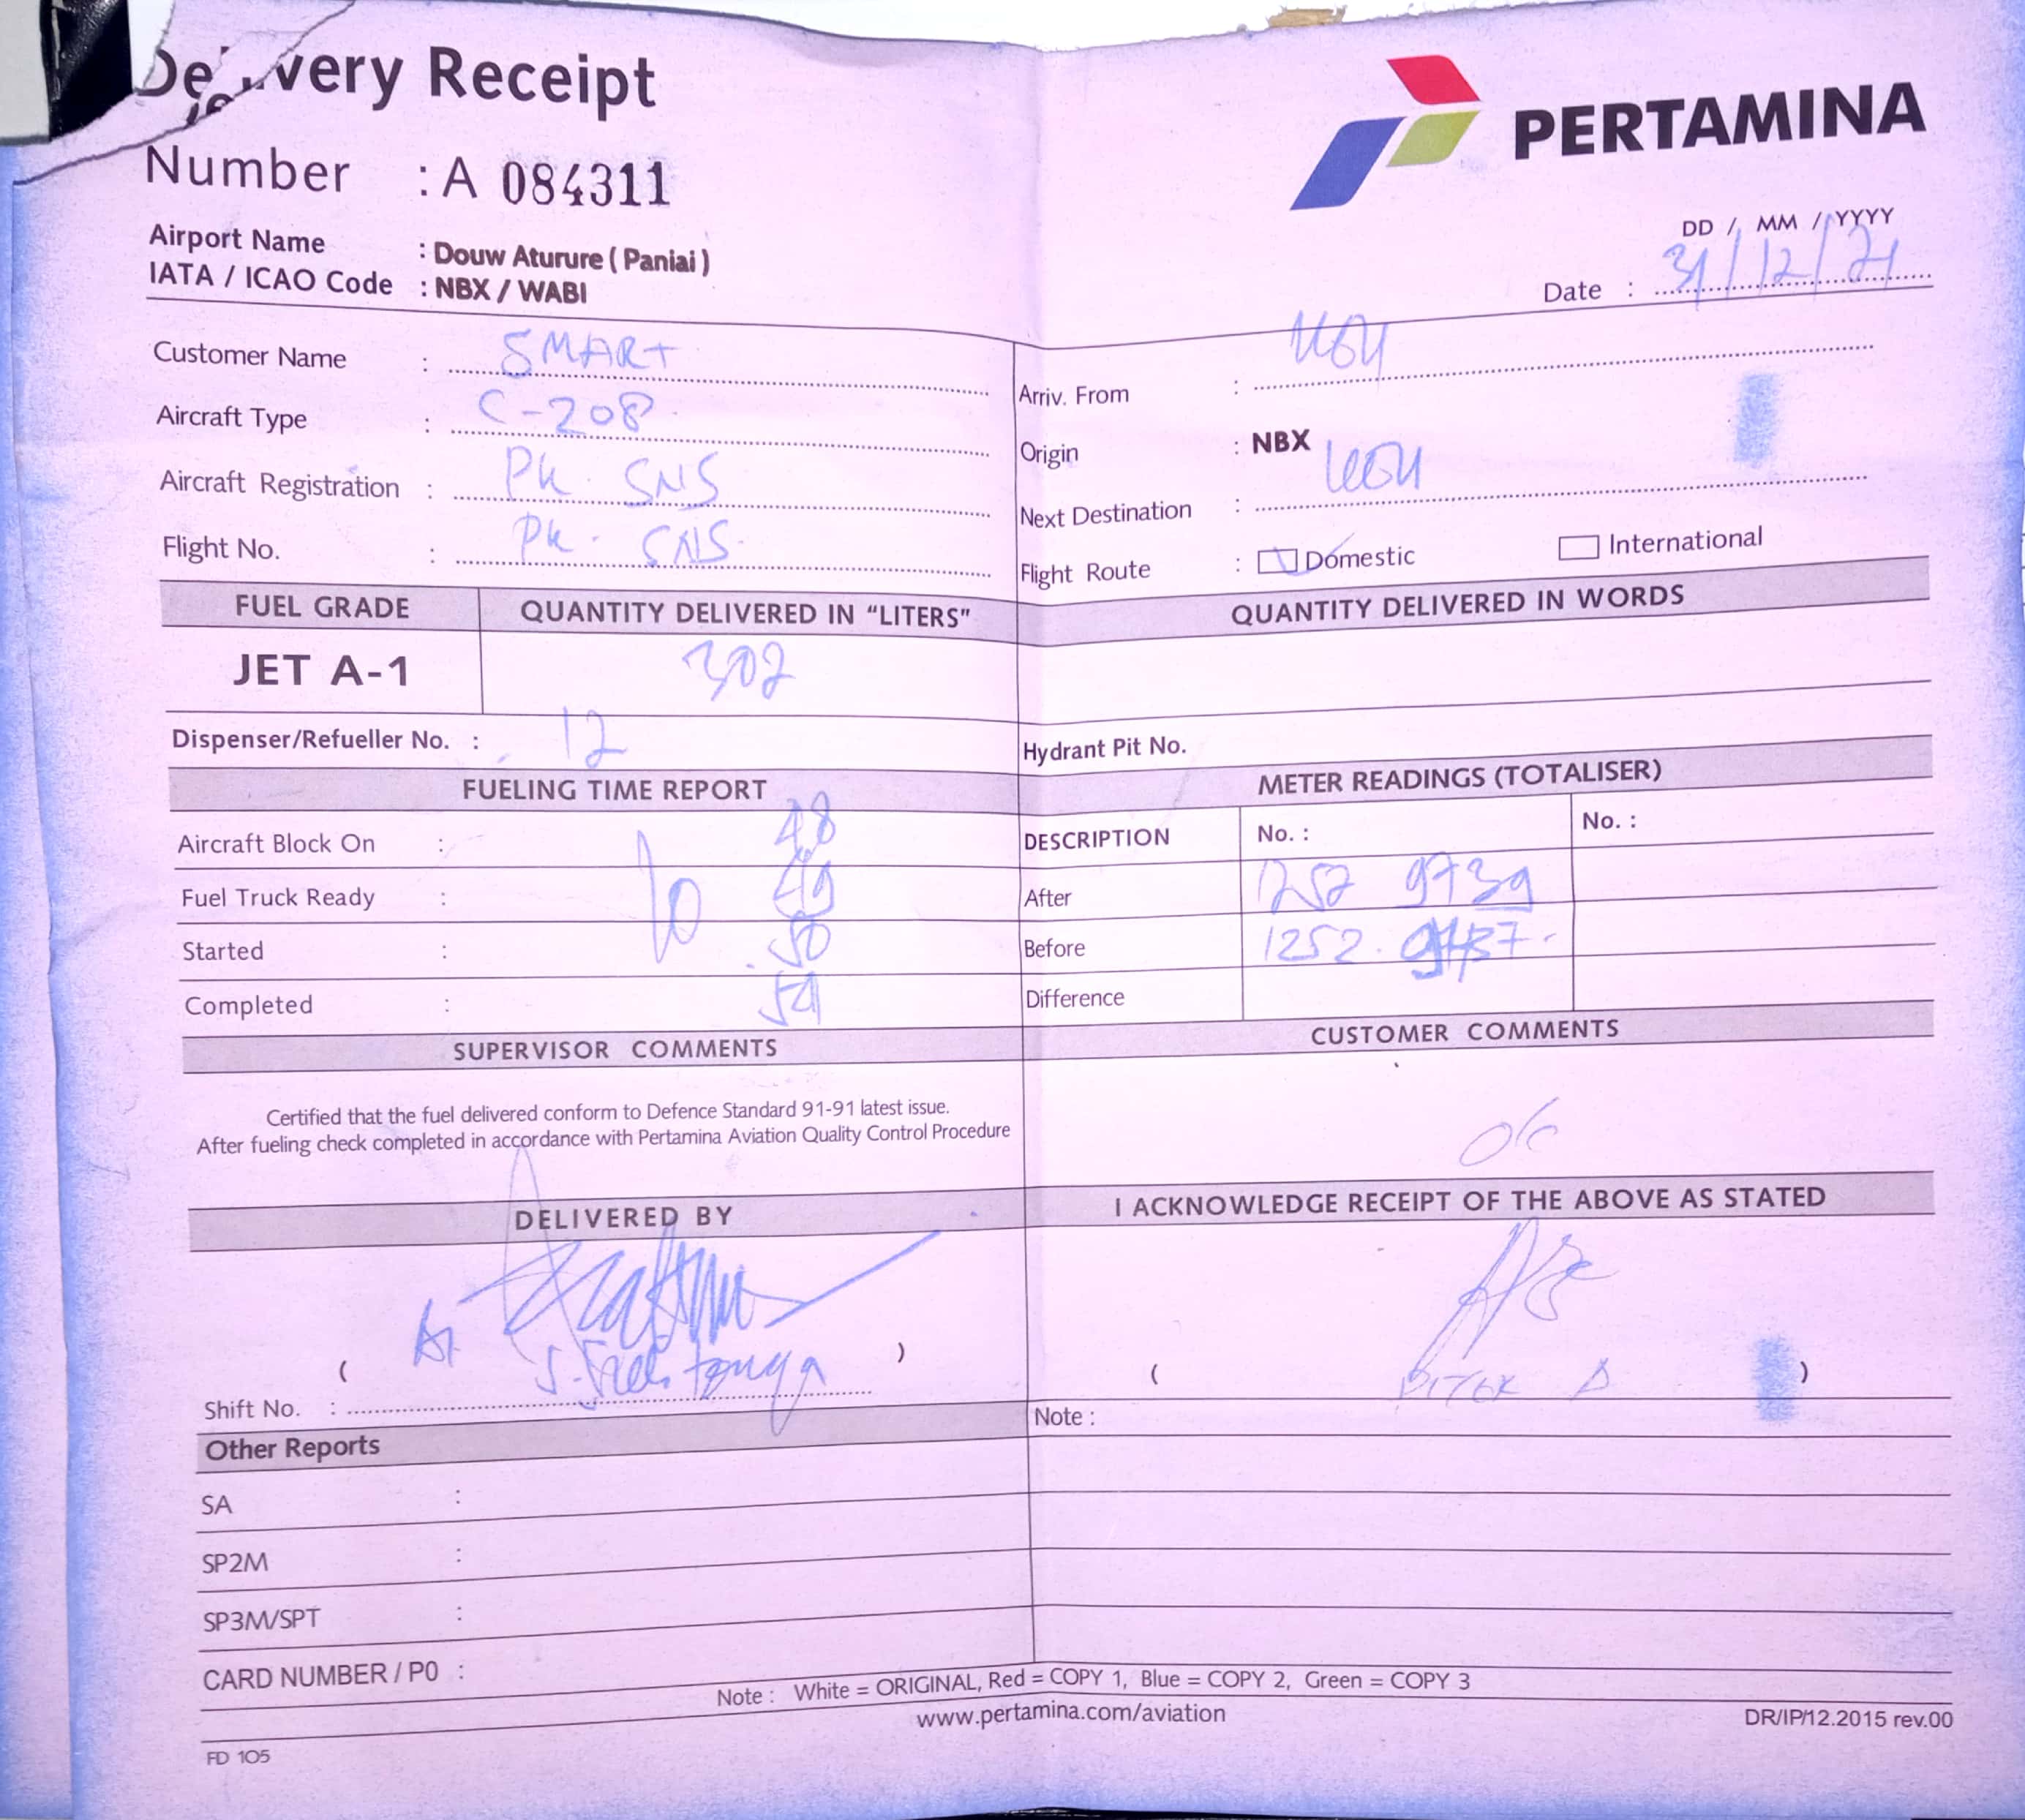 Delivery Receipt
PERTAMINA
Number : A 084311
Airport Name : Douw Aturure ( Paniai )
IATA / ICAO Code : NBX / WABI
DD / MM / YYYY
Date : 31/12/21
Customer Name : SMART
Aircraft Type : C-208
Aircraft Registration : PK. SNS
Flight No. : PK. SNS
Arriv. From :
Origin : NBX
Next Destination :
Flight Route : Domestic International
FUEL GRADE QUANTITY DELIVERED IN "LITERS" QUANTITY DELIVERED IN WORDS
JET A-1 302
Dispenser/Refueller No. : 12 Hydrant Pit No.
FUELING TIME REPORT
Aircraft Block On : 48
Fuel Truck Ready : 10 49
Started : 50
Completed : 54
METER READINGS (TOTALISER)
DESCRIPTION No. : No. :
After 1252 9739
Before 1252.
Difference
SUPERVISOR COMMENTS
Certified that the fuel delivered conform to Defence Standard 91-91 latest issue.
After fueling check completed in accordance with Pertamina Aviation Quality Control Procedure
CUSTOMER COMMENTS
OK
DELIVERED BY
( )
Shift No. :
I ACKNOWLEDGE RECEIPT OF THE ABOVE AS STATED
( )
Note :
Other Reports
SA :
SP2M :
SP3M/SPT :
CARD NUMBER / P0 :
Note : White = ORIGINAL, Red = COPY 1, Blue = COPY 2, Green = COPY 3
www.pertamina.com/aviation
DR/IP/12.2015 rev.00
FD 105